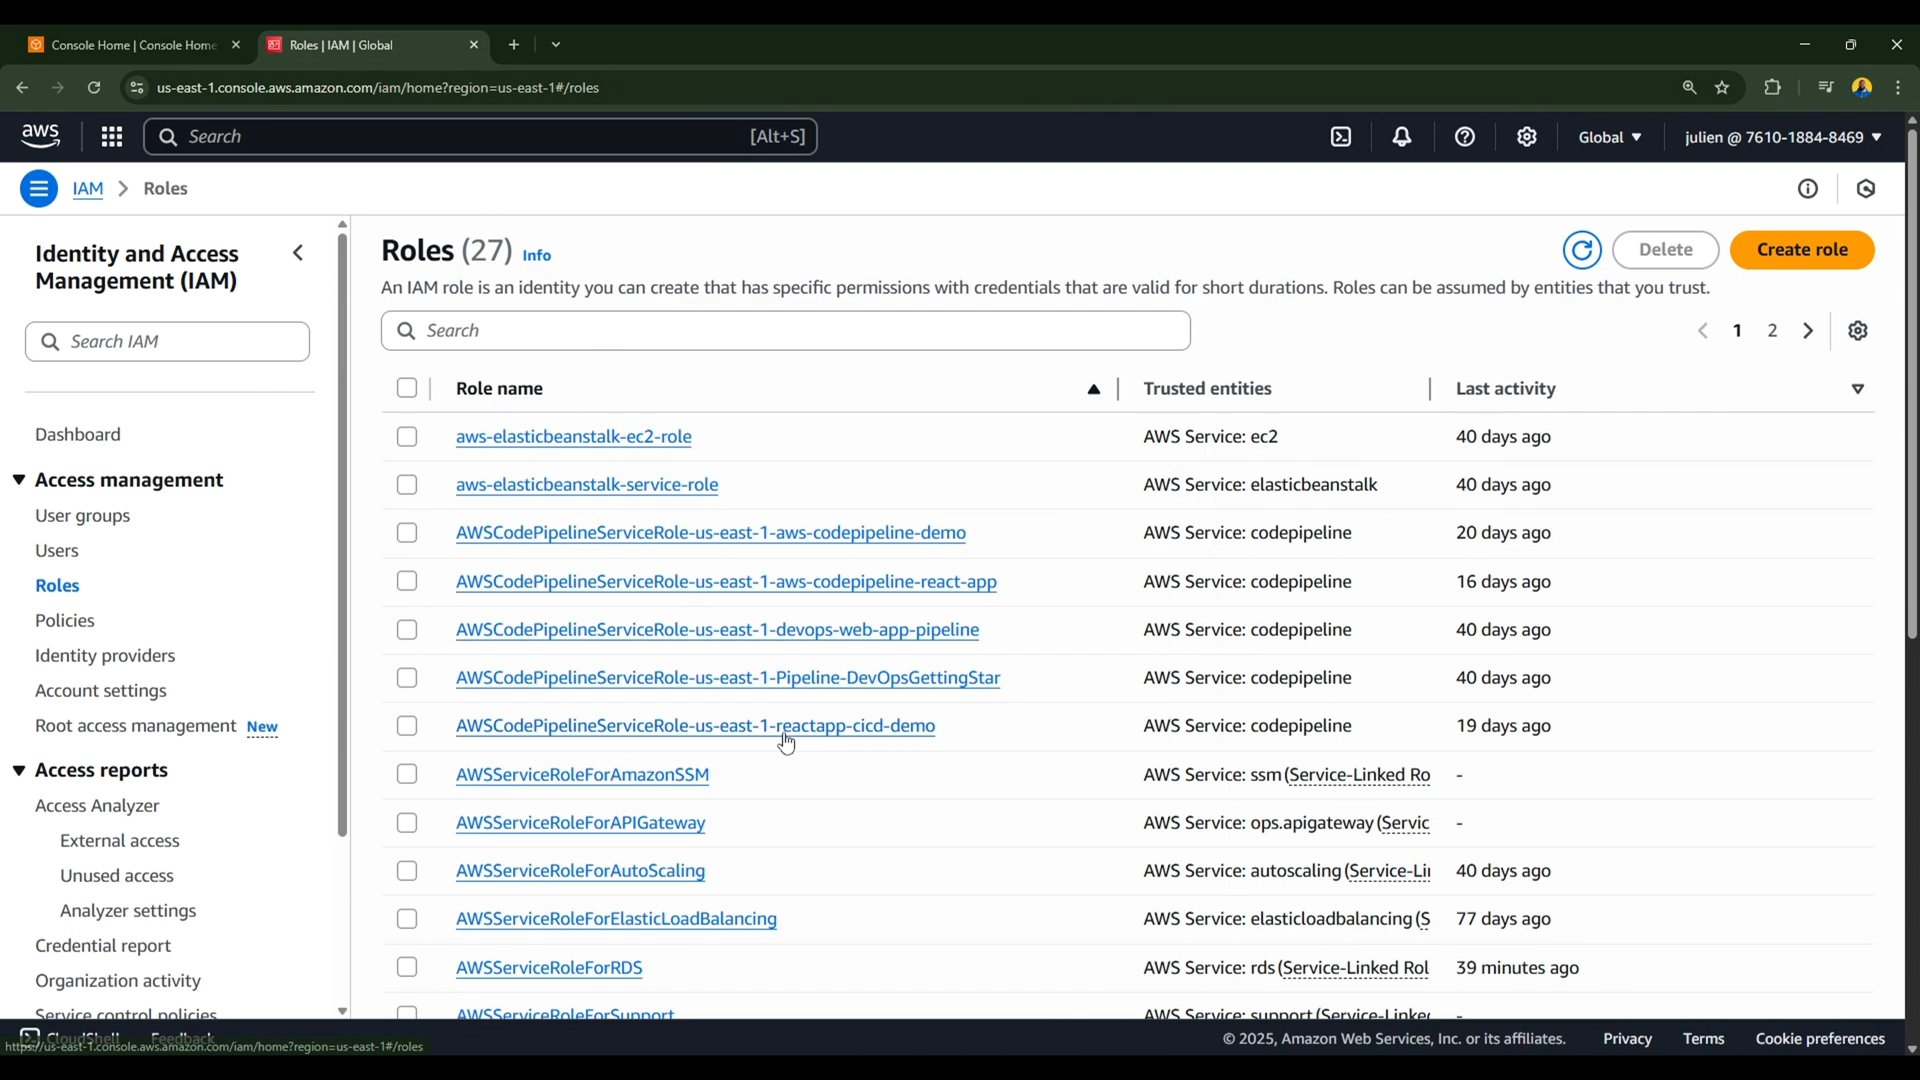 Console Home | Console Home
Roles | IAM | Global
us-east-1.console.aws.amazon.com/iam/home?region=us-east-1#/roles
aws
Search [Alt+S]
Global
julien @ 7610-1884-8469
IAM > Roles
Identity and Access
Management (IAM)
Search IAM
Dashboard
Access management
User groups
Users
Roles
Policies
Identity providers
Account settings
Root access management New
Access reports
Access Analyzer
External access
Unused access
Analyzer settings
Credential report
Organization activity
Service control policies
Roles (27) Info
Delete
Create role
An IAM role is an identity you can create that has specific permissions with credentials that are valid for short durations. Roles can be assumed by entities that you trust.
Search
1 2
Role name Trusted entities Last activity
aws-elasticbeanstalk-ec2-role AWS Service: ec2 40 days ago
aws-elasticbeanstalk-service-role AWS Service: elasticbeanstalk 40 days ago
AWSCodePipelineServiceRole-us-east-1-aws-codepipeline-demo AWS Service: codepipeline 20 days ago
AWSCodePipelineServiceRole-us-east-1-aws-codepipeline-react-app AWS Service: codepipeline 16 days ago
AWSCodePipelineServiceRole-us-east-1-devops-web-app-pipeline AWS Service: codepipeline 40 days ago
AWSCodePipelineServiceRole-us-east-1-Pipeline-DevOpsGettingStar AWS Service: codepipeline 40 days ago
AWSCodePipelineServiceRole-us-east-1-reactapp-cicd-demo AWS Service: codepipeline 19 days ago
AWSServiceRoleForAmazonSSM AWS Service: ssm (Service-Linked Ro -
AWSServiceRoleForAPIGateway AWS Service: ops.apigateway (Servic -
AWSServiceRoleForAutoScaling AWS Service: autoscaling (Service-Li 40 days ago
AWSServiceRoleForElasticLoadBalancing AWS Service: elasticloadbalancing (S 77 days ago
AWSServiceRoleForRDS AWS Service: rds (Service-Linked Rol 39 minutes ago
AWSServiceRoleForSupport AWS Service: support (Service-Linked -
CloudShell Feedback
https://us-east-1.console.aws.amazon.com/iam/home?region=us-east-1#/roles
© 2025, Amazon Web Services, Inc. or its affiliates. Privacy Terms Cookie preferences